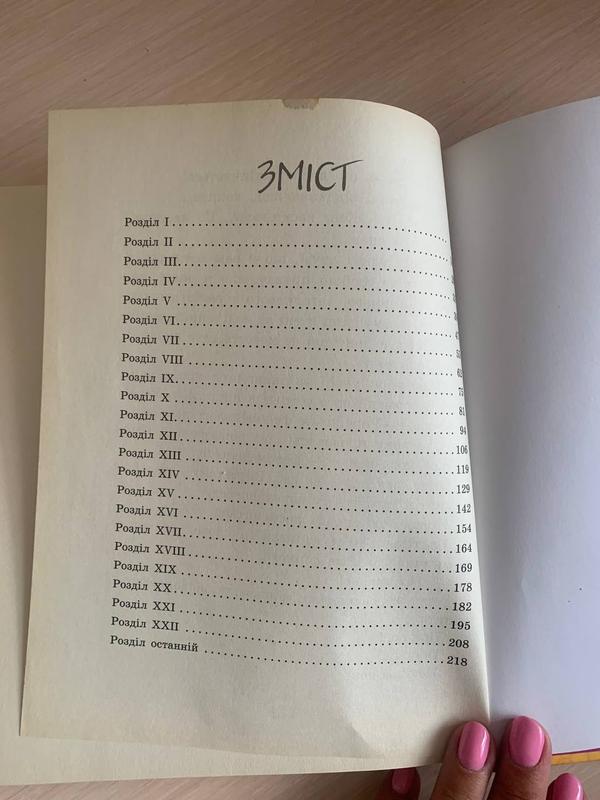 ЗМІСТ
Розділ I
Розділ II
Розділ III
Розділ IV
Розділ V
Розділ VI
Розділ VII
Розділ VIII
Розділ IX
Розділ X ........ 81
Розділ XI ........ 94
Розділ XII ........ 106
Розділ XIII ........ 119
Розділ XIV ........ 129
Розділ XV ........ 142
Розділ XVI ........ 154
Розділ XVII ........ 164
Розділ XVIII ........ 169
Розділ XIX ........ 178
Розділ XX ........ 182
Розділ XXI ........ 195
Розділ XXII ........ 208
Розділ останній ........ 218